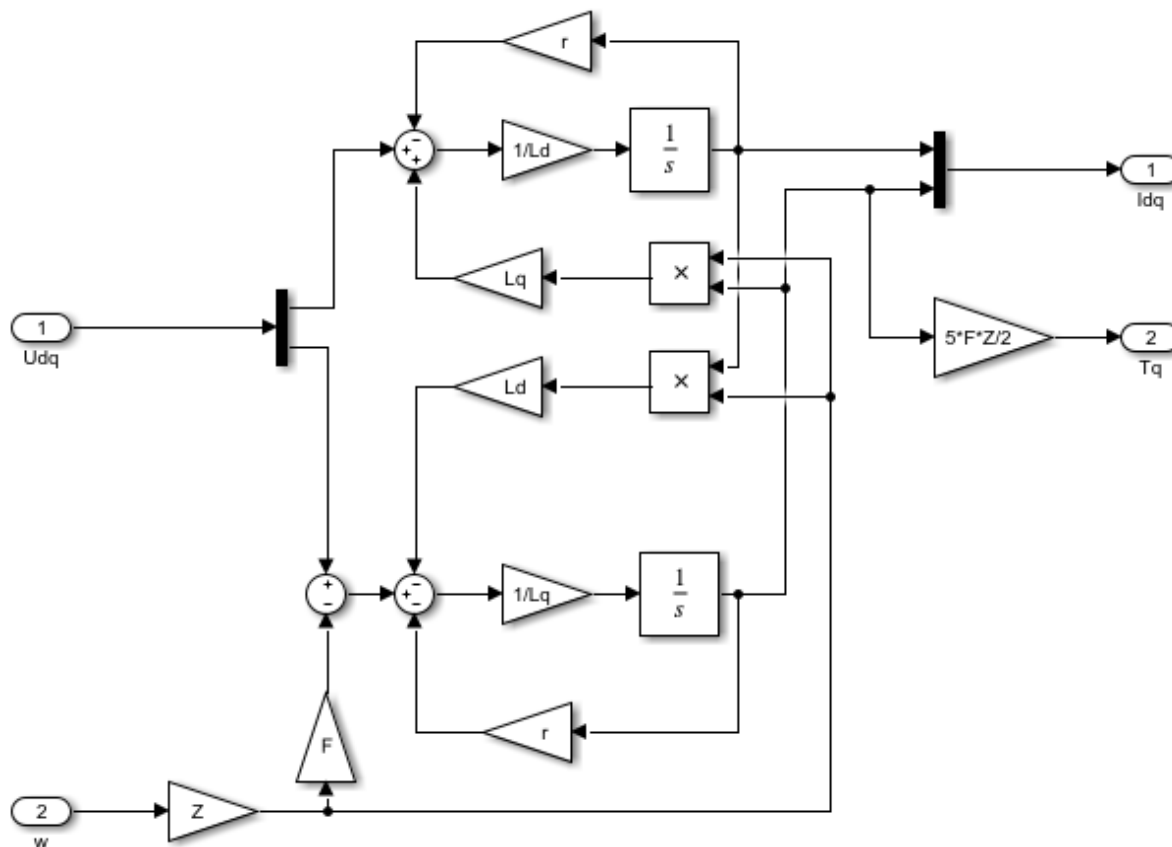 r
−
+
+
1/Ld
1
s
1
Idq
Lq
×
1
Udq
5*F*Z/2
2
Tq
Ld
×
+
−
−
+
−
1/Lq
1
s
r
F
2
w
Z